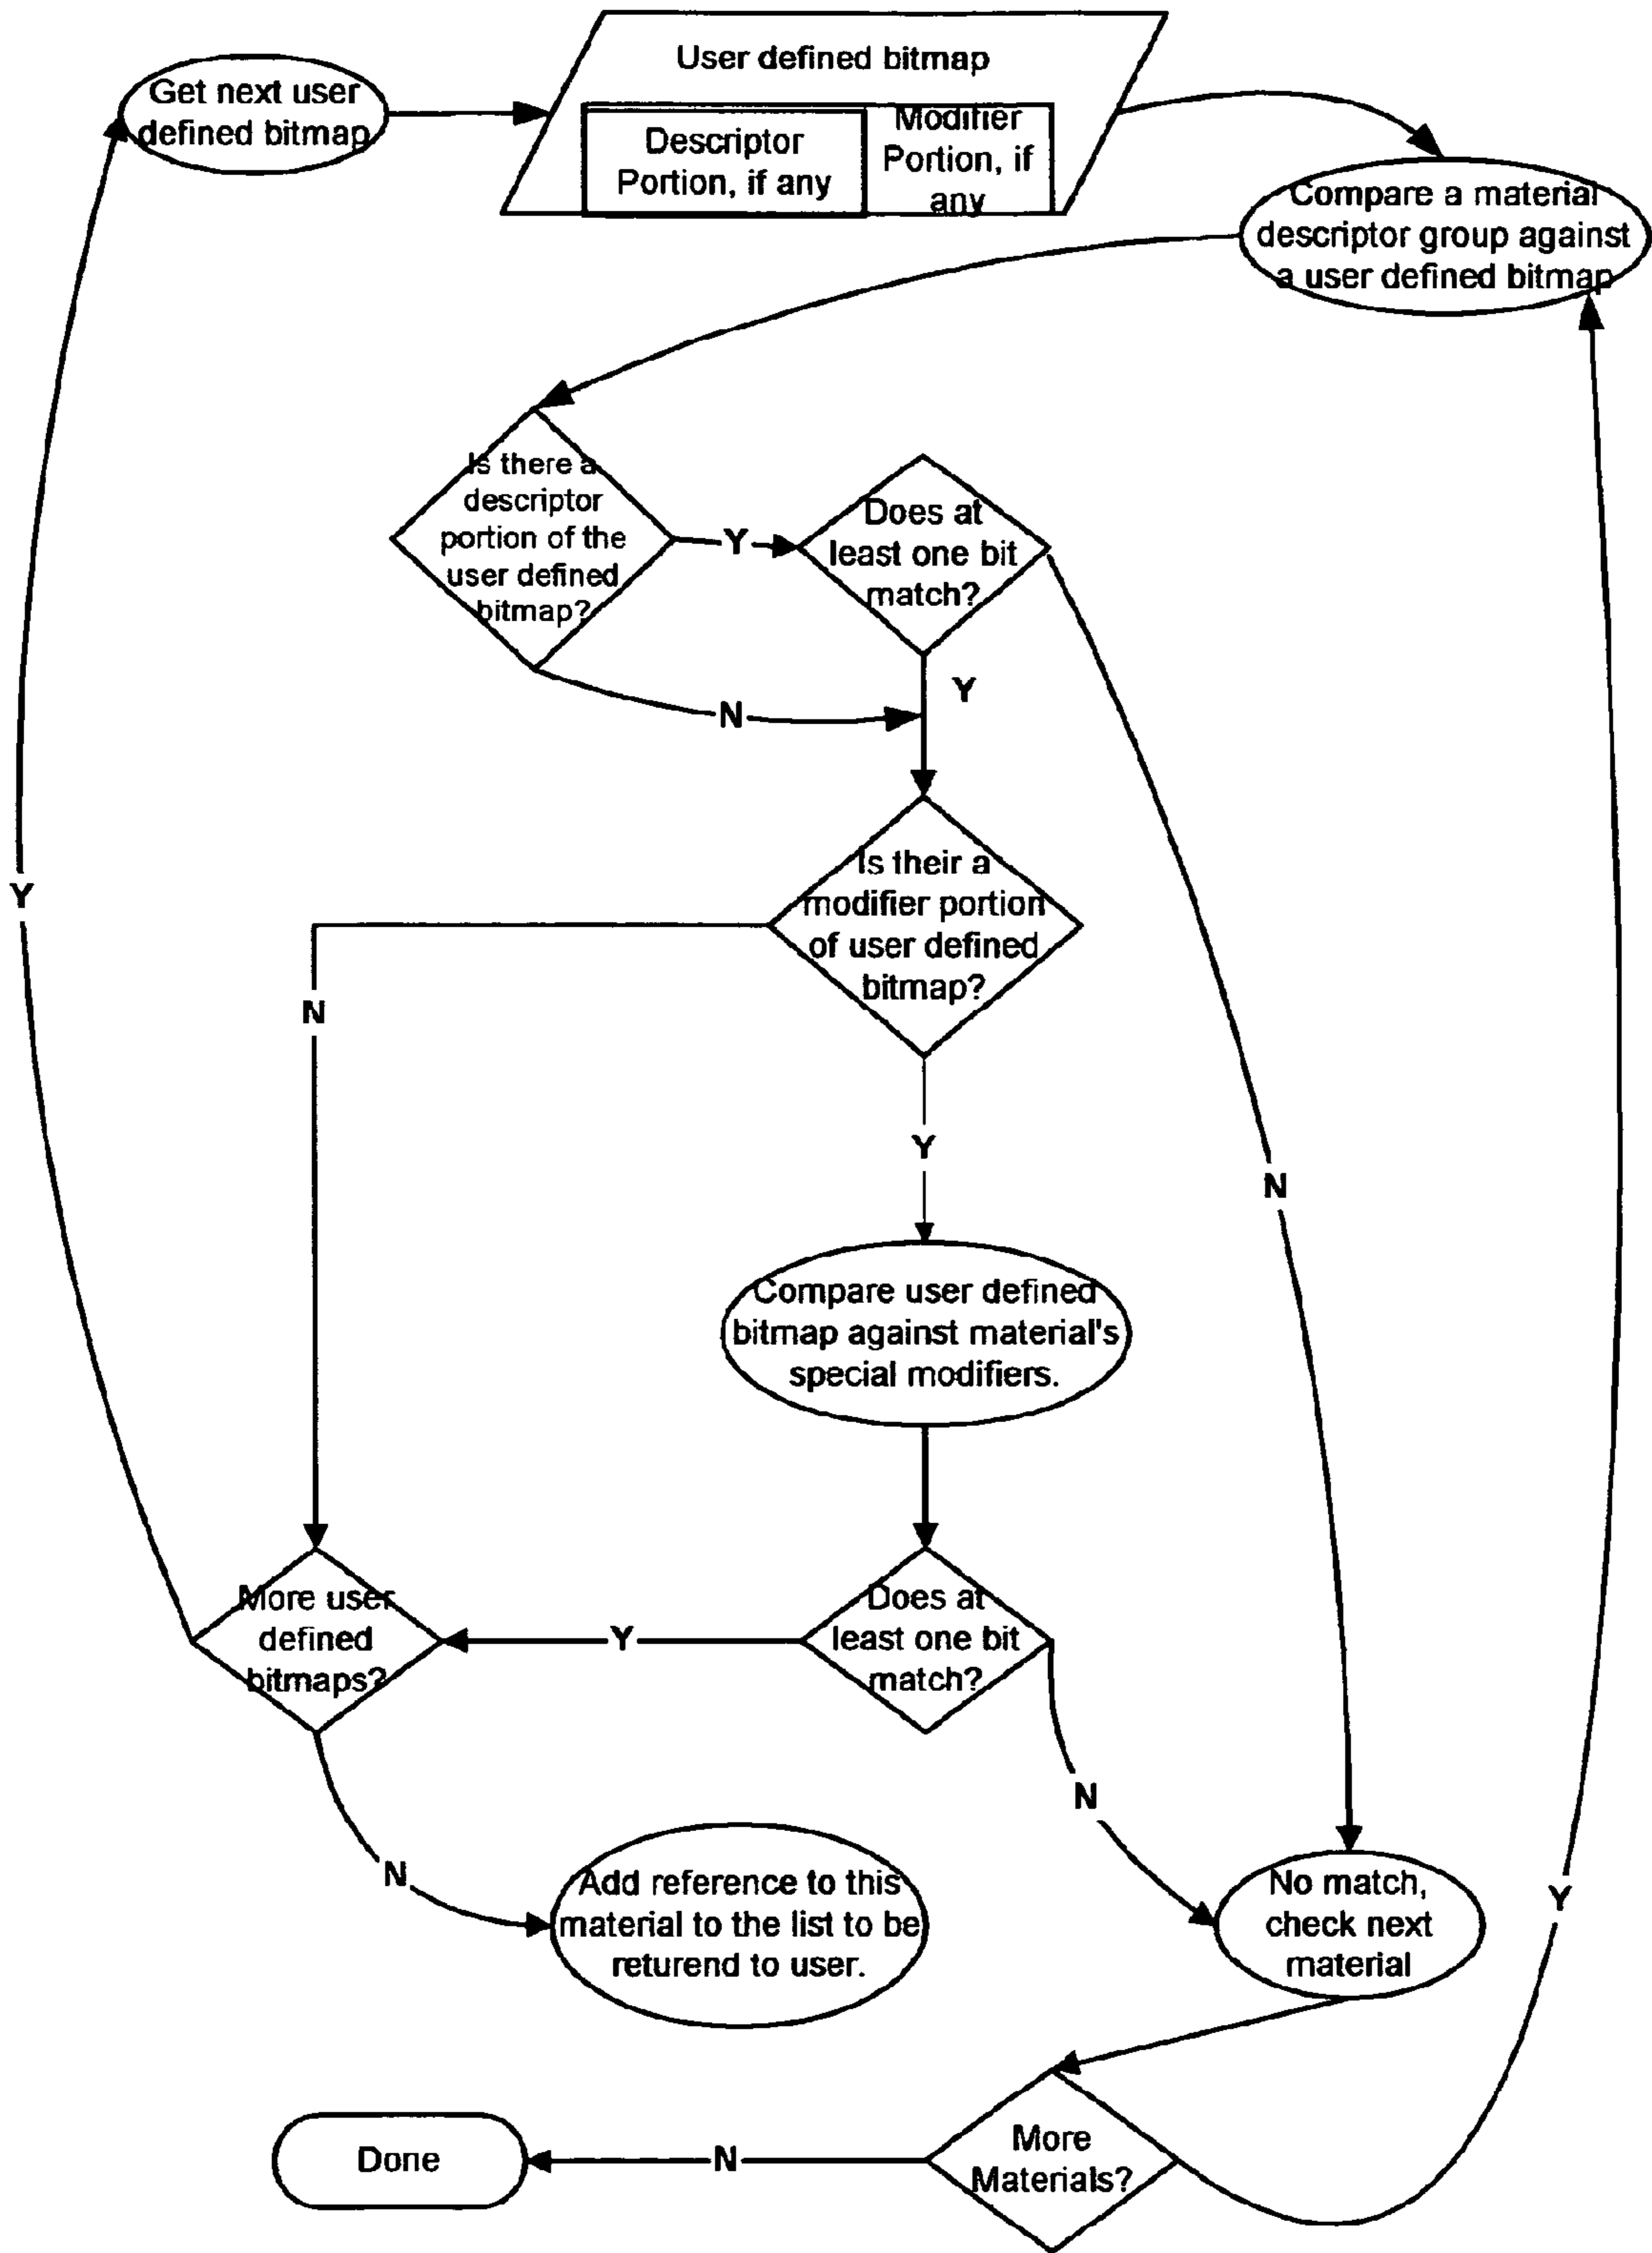 User defined bitmap
Get next user
defined bitmap
Descriptor
Portion, if any
Modifier
Portion, if
any
Compare a material
descriptor group against
a user defined bitmap
Is there a
descriptor
portion of the
user defined
bitmap?
Y
Does at
least one bit
match?
Y
N
Is their a
modifier portion
of user defined
bitmap?
Y
N
Y
N
Compare user defined
bitmap against material's
special modifiers.
More user
defined
bitmaps?
Y
Does at
least one bit
match?
N
N
Add reference to this
material to the list to be
returend to user.
No match,
check next
material
Y
More
Materials?
N
Done